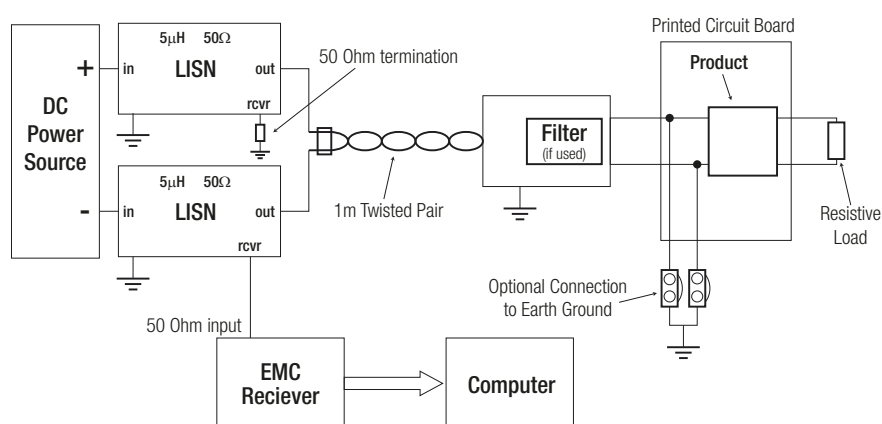 Printed Circuit Board
5µH 50Ω
LISN
in
out
rcvr
50 Ohm termination
+
DC
Power
Source
-
Product
Filter
(if used)
5µH 50Ω
LISN
in
out
rcvr
1m Twisted Pair
Resistive
Load
Optional Connection
to Earth Ground
50 Ohm input
EMC
Reciever
Computer